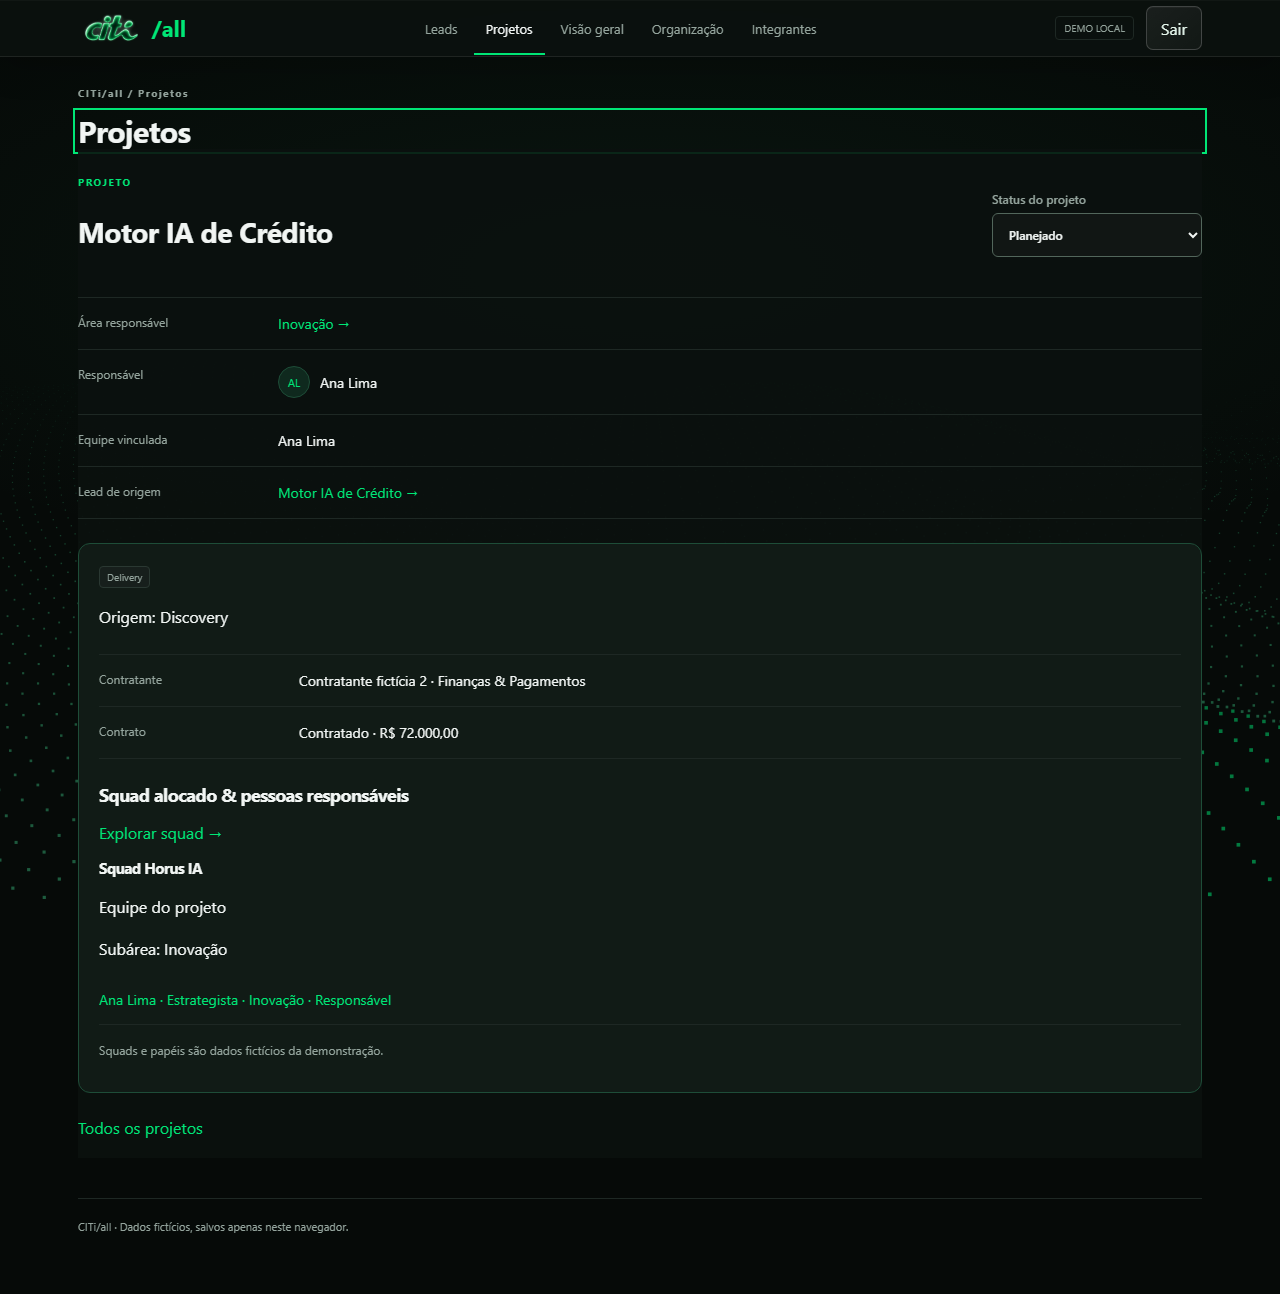 citi /all
Leads
Projetos
Visão geral
Organização
Integrantes
DEMO LOCAL
Sair
CITi/all / Projetos
Projetos
PROJETO
Motor IA de Crédito
Status do projeto
Planejado
Área responsável
Inovação →
Responsável
AL
Ana Lima
Equipe vinculada
Ana Lima
Lead de origem
Motor IA de Crédito →
Delivery
Origem: Discovery
Contratante
Contratante fictícia 2 · Finanças & Pagamentos
Contrato
Contratado · R$ 72.000,00
Squad alocado & pessoas responsáveis
Explorar squad →
Squad Horus IA
Equipe do projeto
Subárea: Inovação
Ana Lima · Estrategista · Inovação · Responsável
Squads e papéis são dados fictícios da demonstração.
Todos os projetos
CITi/all · Dados fictícios, salvos apenas neste navegador.